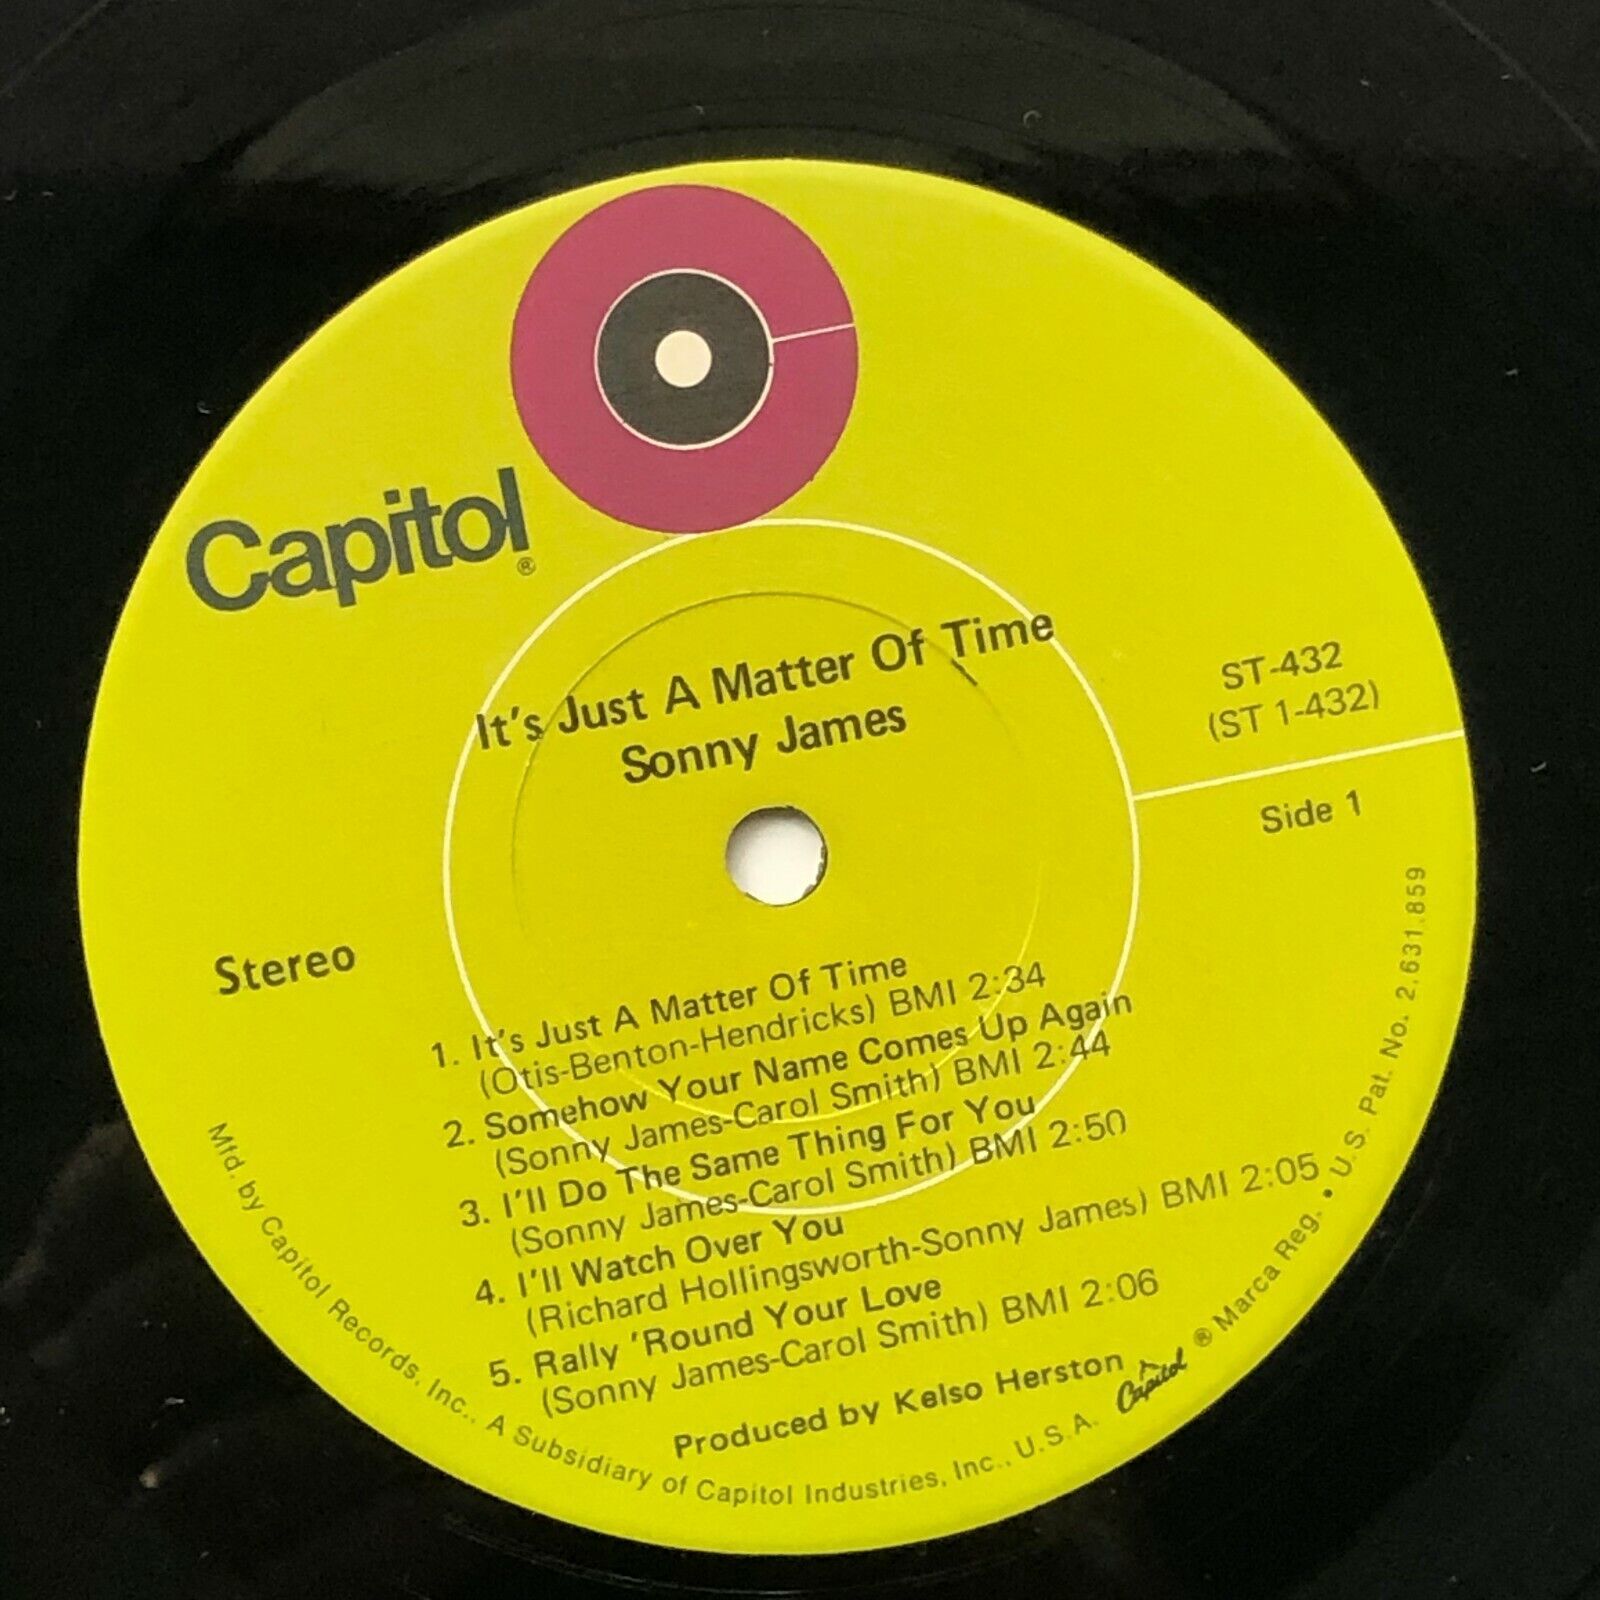 Capitol®
It's Just A Matter Of Time
Sonny James
ST-432
(ST 1-432)
Side 1
Stereo
1. It's Just A Matter Of Time
(Otis-Benton-Hendricks) BMI 2:34
2. Somehow Your Name Comes Up Again
(Sonny James-Carol Smith) BMI 2:44
3. I'll Do The Same Thing For You
(Sonny James-Carol Smith) BMI 2:50
4. I'll Watch Over You
(Richard Hollingsworth-Sonny James) BMI 2:05
5. Rally 'Round Your Love
(Sonny James-Carol Smith) BMI 2:06
Produced by Kelso Herston
Mfd. by Capitol Records, Inc., A Subsidiary of Capitol Industries, Inc., U.S.A. Capitol ® Marca Reg. • U.S. Pat. No. 2,631,859